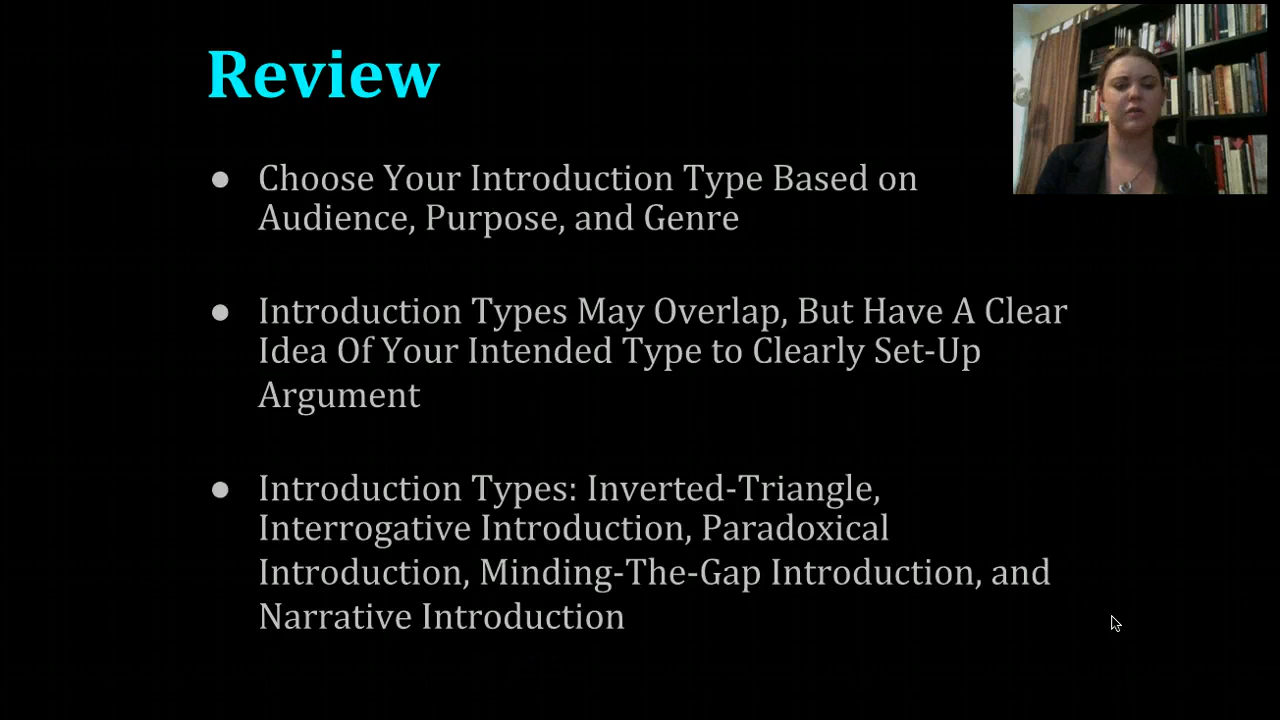 Review
● Choose Your Introduction Type Based on
Audience, Purpose, and Genre
● Introduction Types May Overlap, But Have A Clear
Idea Of Your Intended Type to Clearly Set-Up
Argument
● Introduction Types: Inverted-Triangle,
Interrogative Introduction, Paradoxical
Introduction, Minding-The-Gap Introduction, and
Narrative Introduction